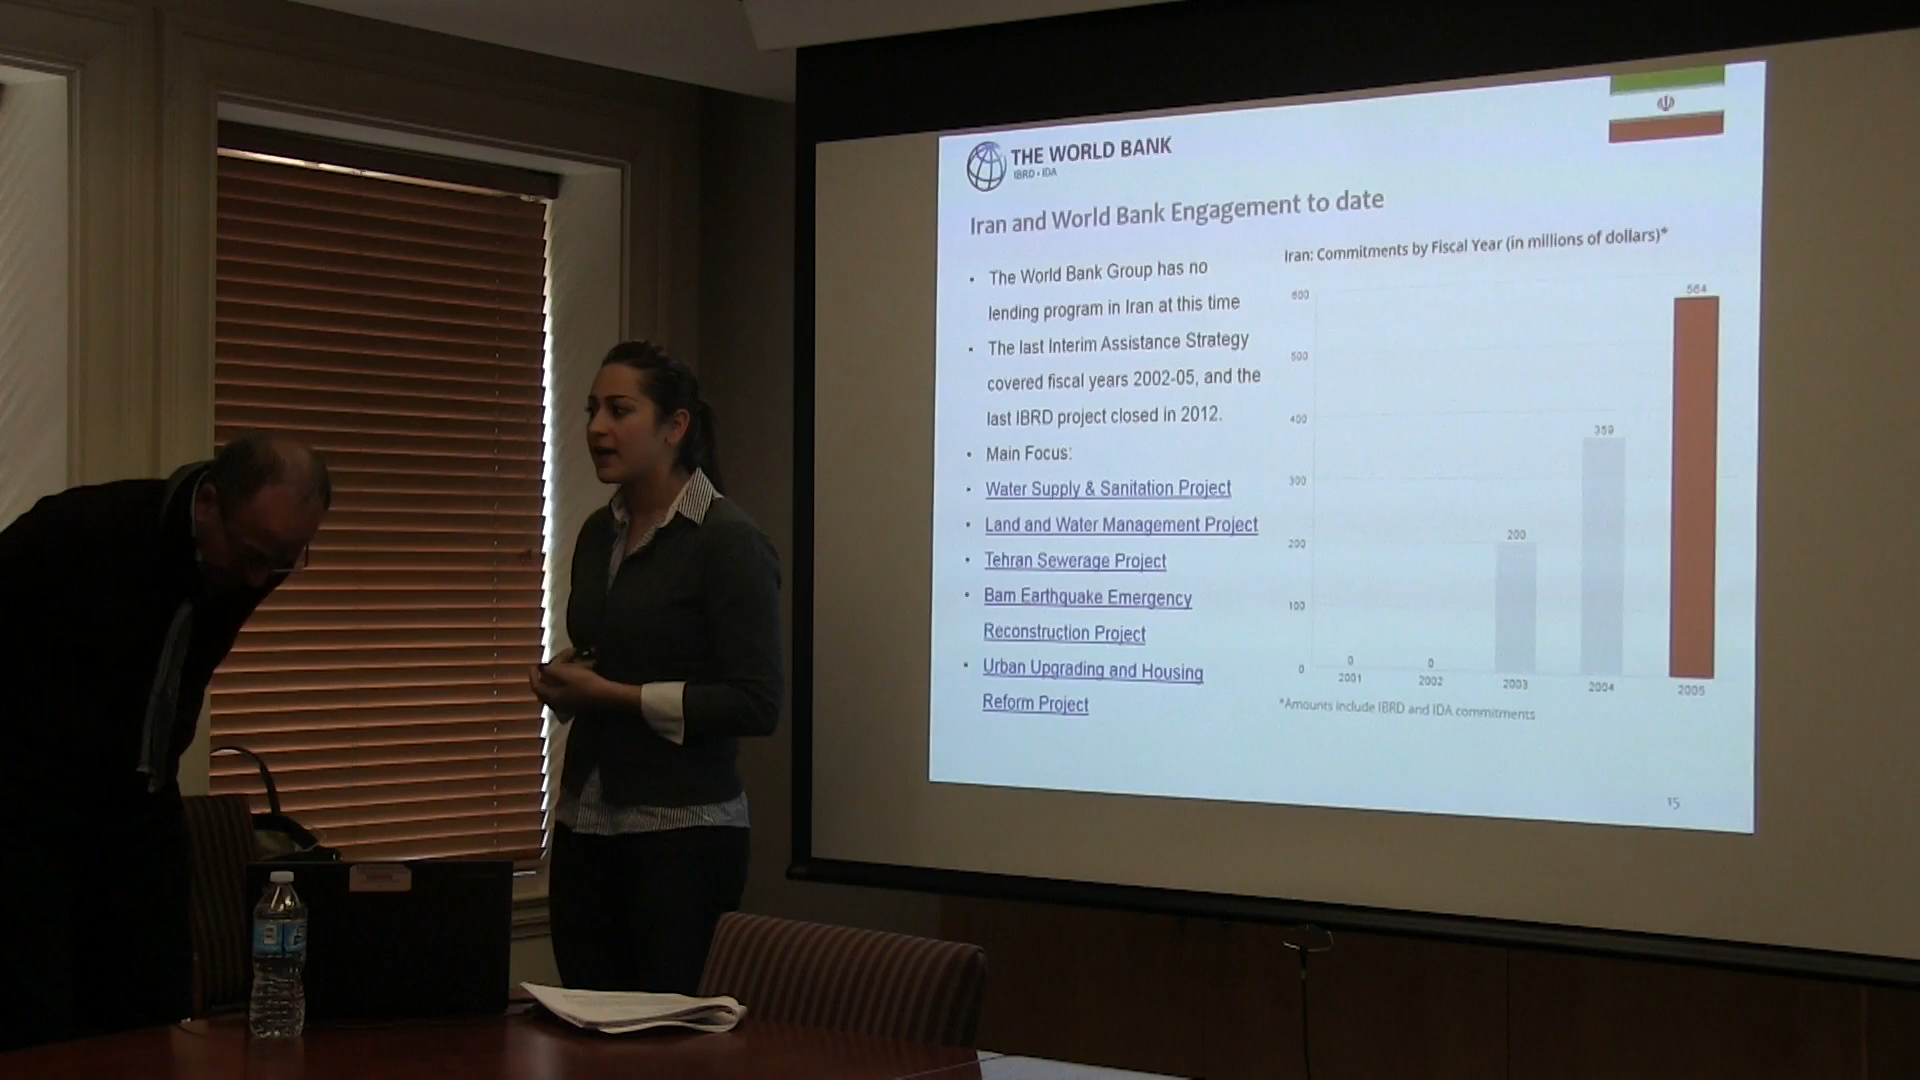 THE WORLD BANK
IBRD • IDA
Iran and World Bank Engagement to date
• The World Bank Group has no
lending program in Iran at this time
• The last Interim Assistance Strategy
covered fiscal years 2002-05, and the
last IBRD project closed in 2012.
• Main Focus:
• Water Supply & Sanitation Project
• Land and Water Management Project
• Tehran Sewerage Project
• Bam Earthquake Emergency
Reconstruction Project
• Urban Upgrading and Housing
Reform Project
Iran: Commitments by Fiscal Year (in millions of dollars)*
600
500
400
300
200
100
0
0
0
200
359
564
2001
2002
2003
2004
2005
*Amounts include IBRD and IDA commitments
15